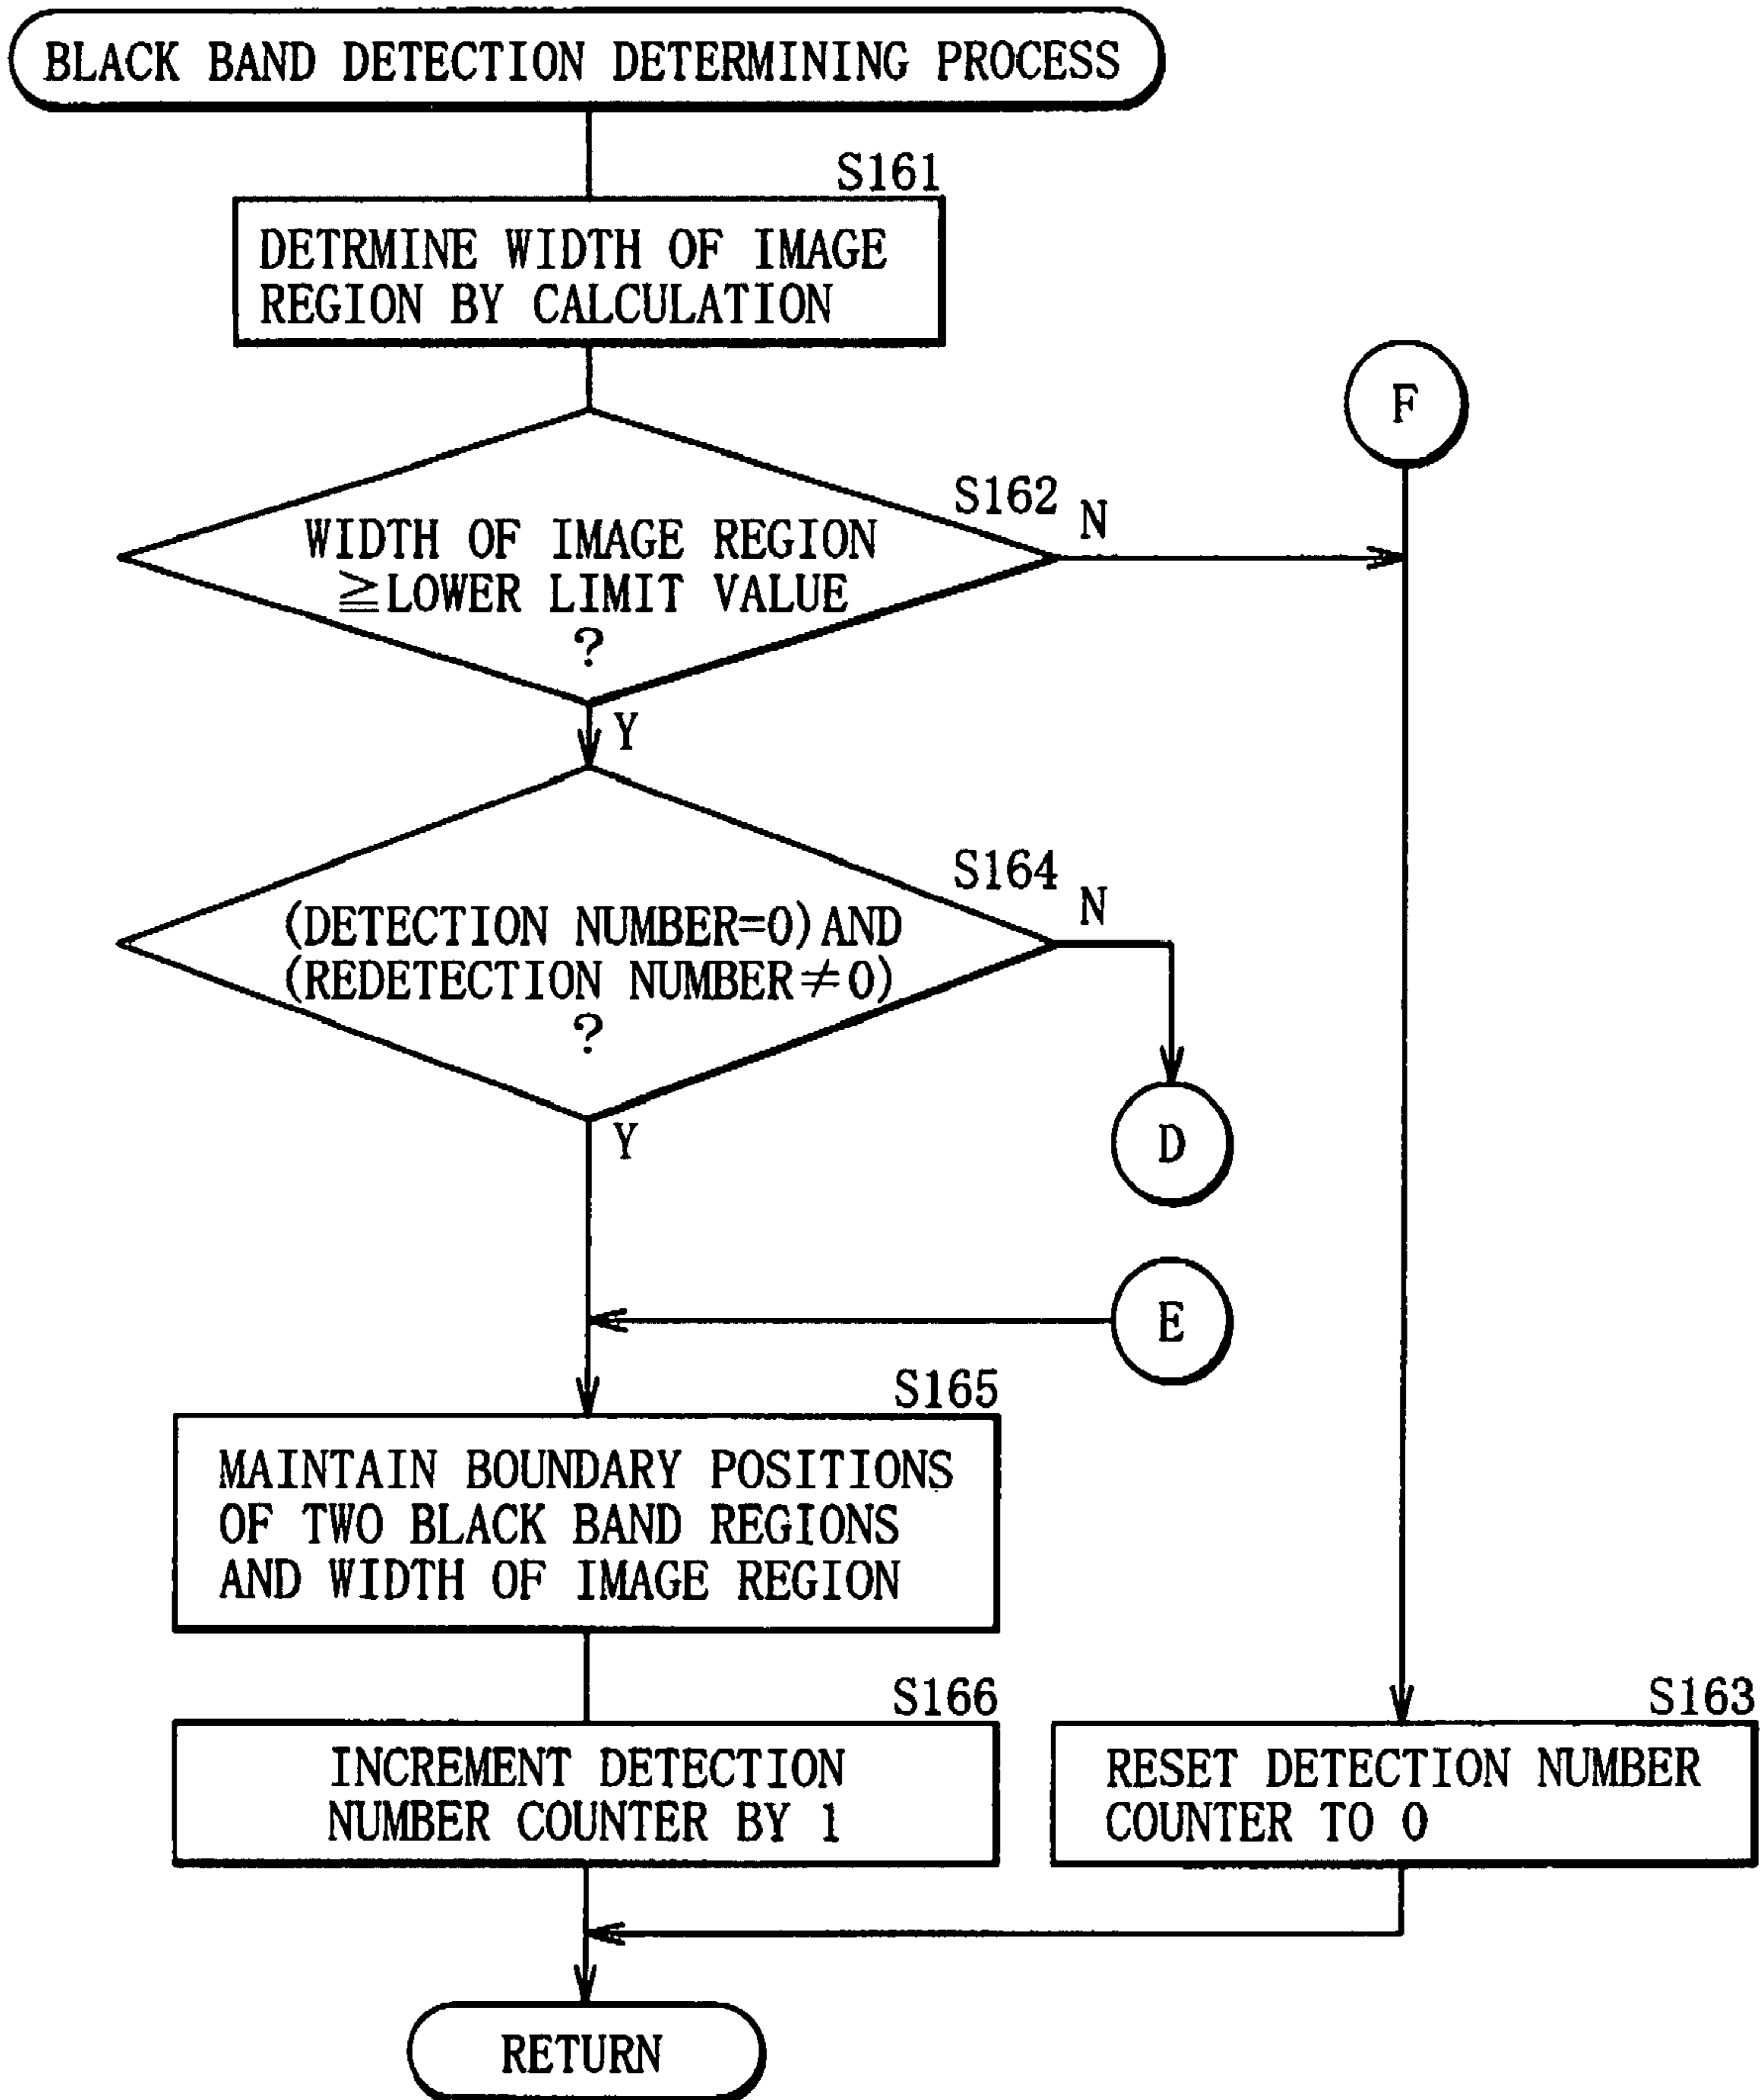 BLACK BAND DETECTION DETERMINING PROCESS
S161
DETRMINE WIDTH OF IMAGE
REGION BY CALCULATION
F
S162
N
WIDTH OF IMAGE REGION
≧LOWER LIMIT VALUE
?
Y
S164
N
(DETECTION NUMBER=0)AND
(REDETECTION NUMBER≠0)
?
Y
D
E
S165
MAINTAIN BOUNDARY POSITIONS
OF TWO BLACK BAND REGIONS
AND WIDTH OF IMAGE REGION
S166
INCREMENT DETECTION
NUMBER COUNTER BY 1
S163
RESET DETECTION NUMBER
COUNTER TO 0
RETURN